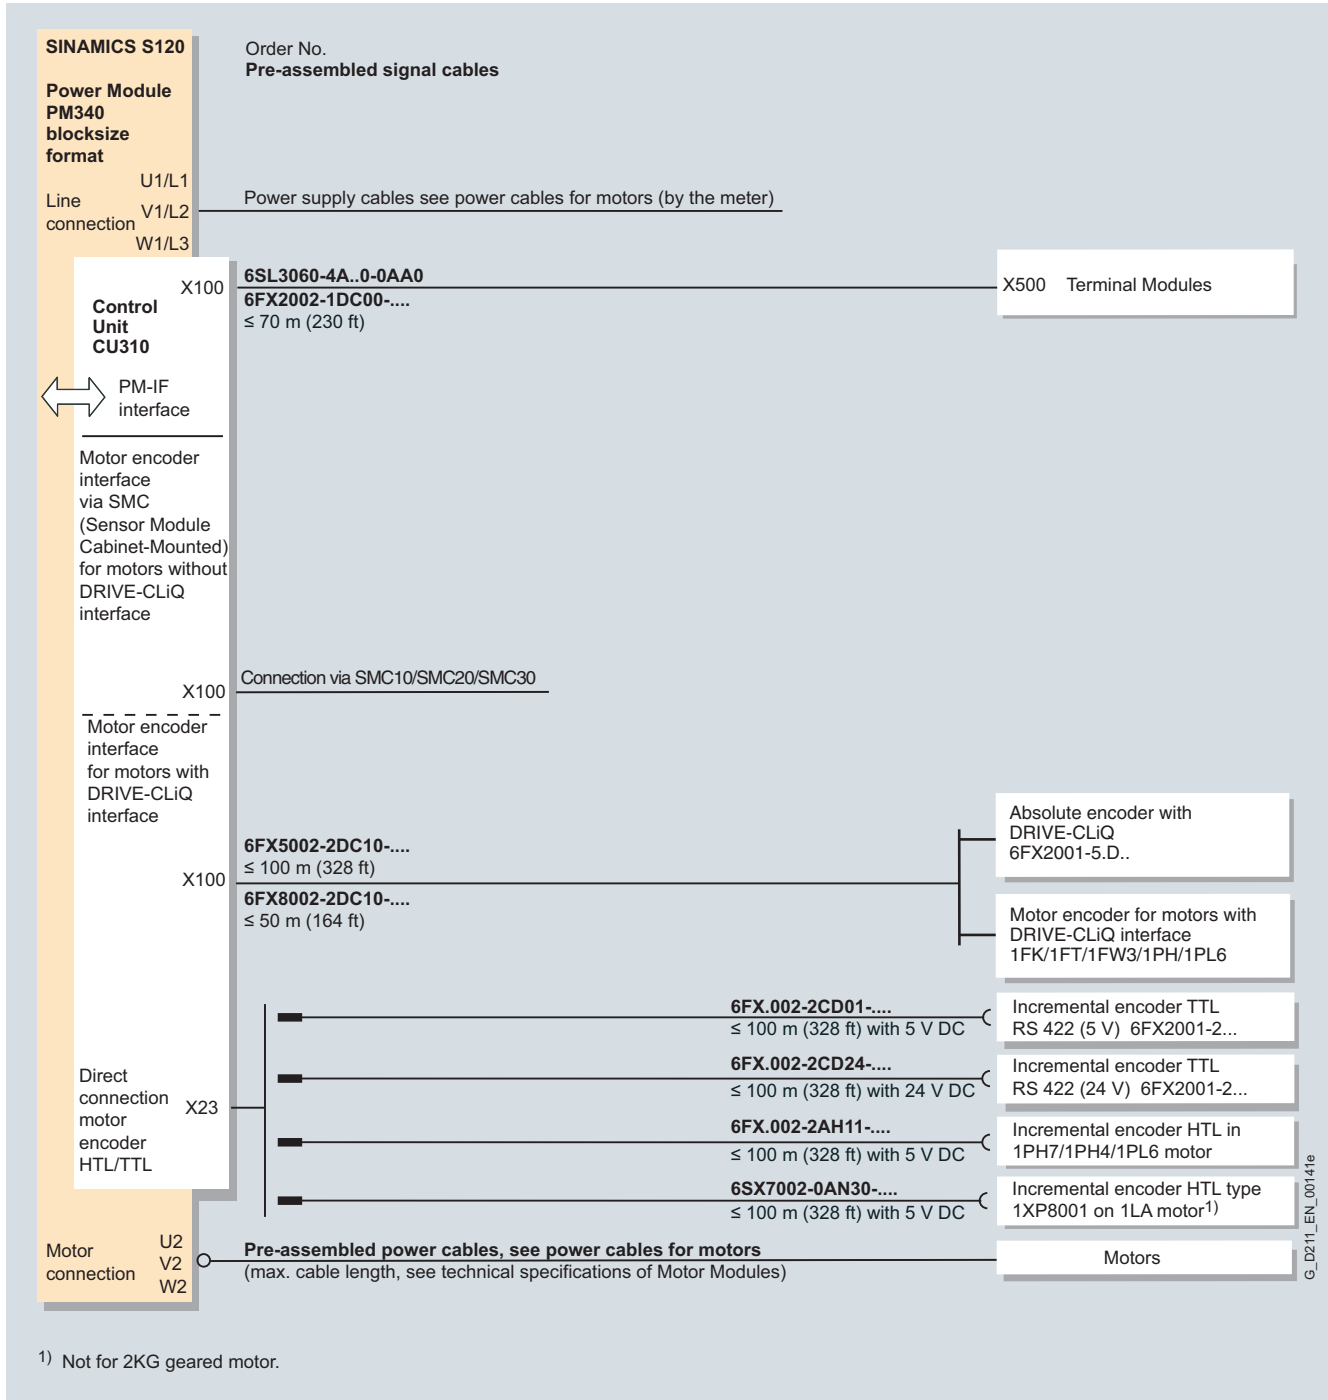 SINAMICS S120
Order No.
Pre-assembled signal cables
Power Module
PM340
blocksize
format
U1/L1
Line
connection
V1/L2
W1/L3
Power supply cables see power cables for motors (by the meter)
Control
Unit
CU310
X100
6SL3060-4A..0-0AA0
6FX2002-1DC00-....
≤ 70 m (230 ft)
X500 Terminal Modules
PM-IF
interface
Motor encoder
interface
via SMC
(Sensor Module
Cabinet-Mounted)
for motors without
DRIVE-CLiQ
interface
X100
Connection via SMC10/SMC20/SMC30
Motor encoder
interface
for motors with
DRIVE-CLiQ
interface
X100
6FX5002-2DC10-....
≤ 100 m (328 ft)
6FX8002-2DC10-....
≤ 50 m (164 ft)
Absolute encoder with
DRIVE-CLiQ
6FX2001-5.D..
Motor encoder for motors with
DRIVE-CLiQ interface
1FK/1FT/1FW3/1PH/1PL6
Direct
connection
motor
encoder
HTL/TTL
X23
6FX.002-2CD01-....
≤ 100 m (328 ft) with 5 V DC
Incremental encoder TTL
RS 422 (5 V) 6FX2001-2...
6FX.002-2CD24-....
≤ 100 m (328 ft) with 24 V DC
Incremental encoder TTL
RS 422 (24 V) 6FX2001-2...
6FX.002-2AH11-....
≤ 100 m (328 ft) with 5 V DC
Incremental encoder HTL in
1PH7/1PH4/1PL6 motor
6SX7002-0AN30-....
≤ 100 m (328 ft) with 5 V DC
Incremental encoder HTL type
1XP8001 on 1LA motor1)
Motor
connection
U2
V2
W2
Pre-assembled power cables, see power cables for motors
(max. cable length, see technical specifications of Motor Modules)
Motors
G_D211_EN_00141e
1) Not for 2KG geared motor.